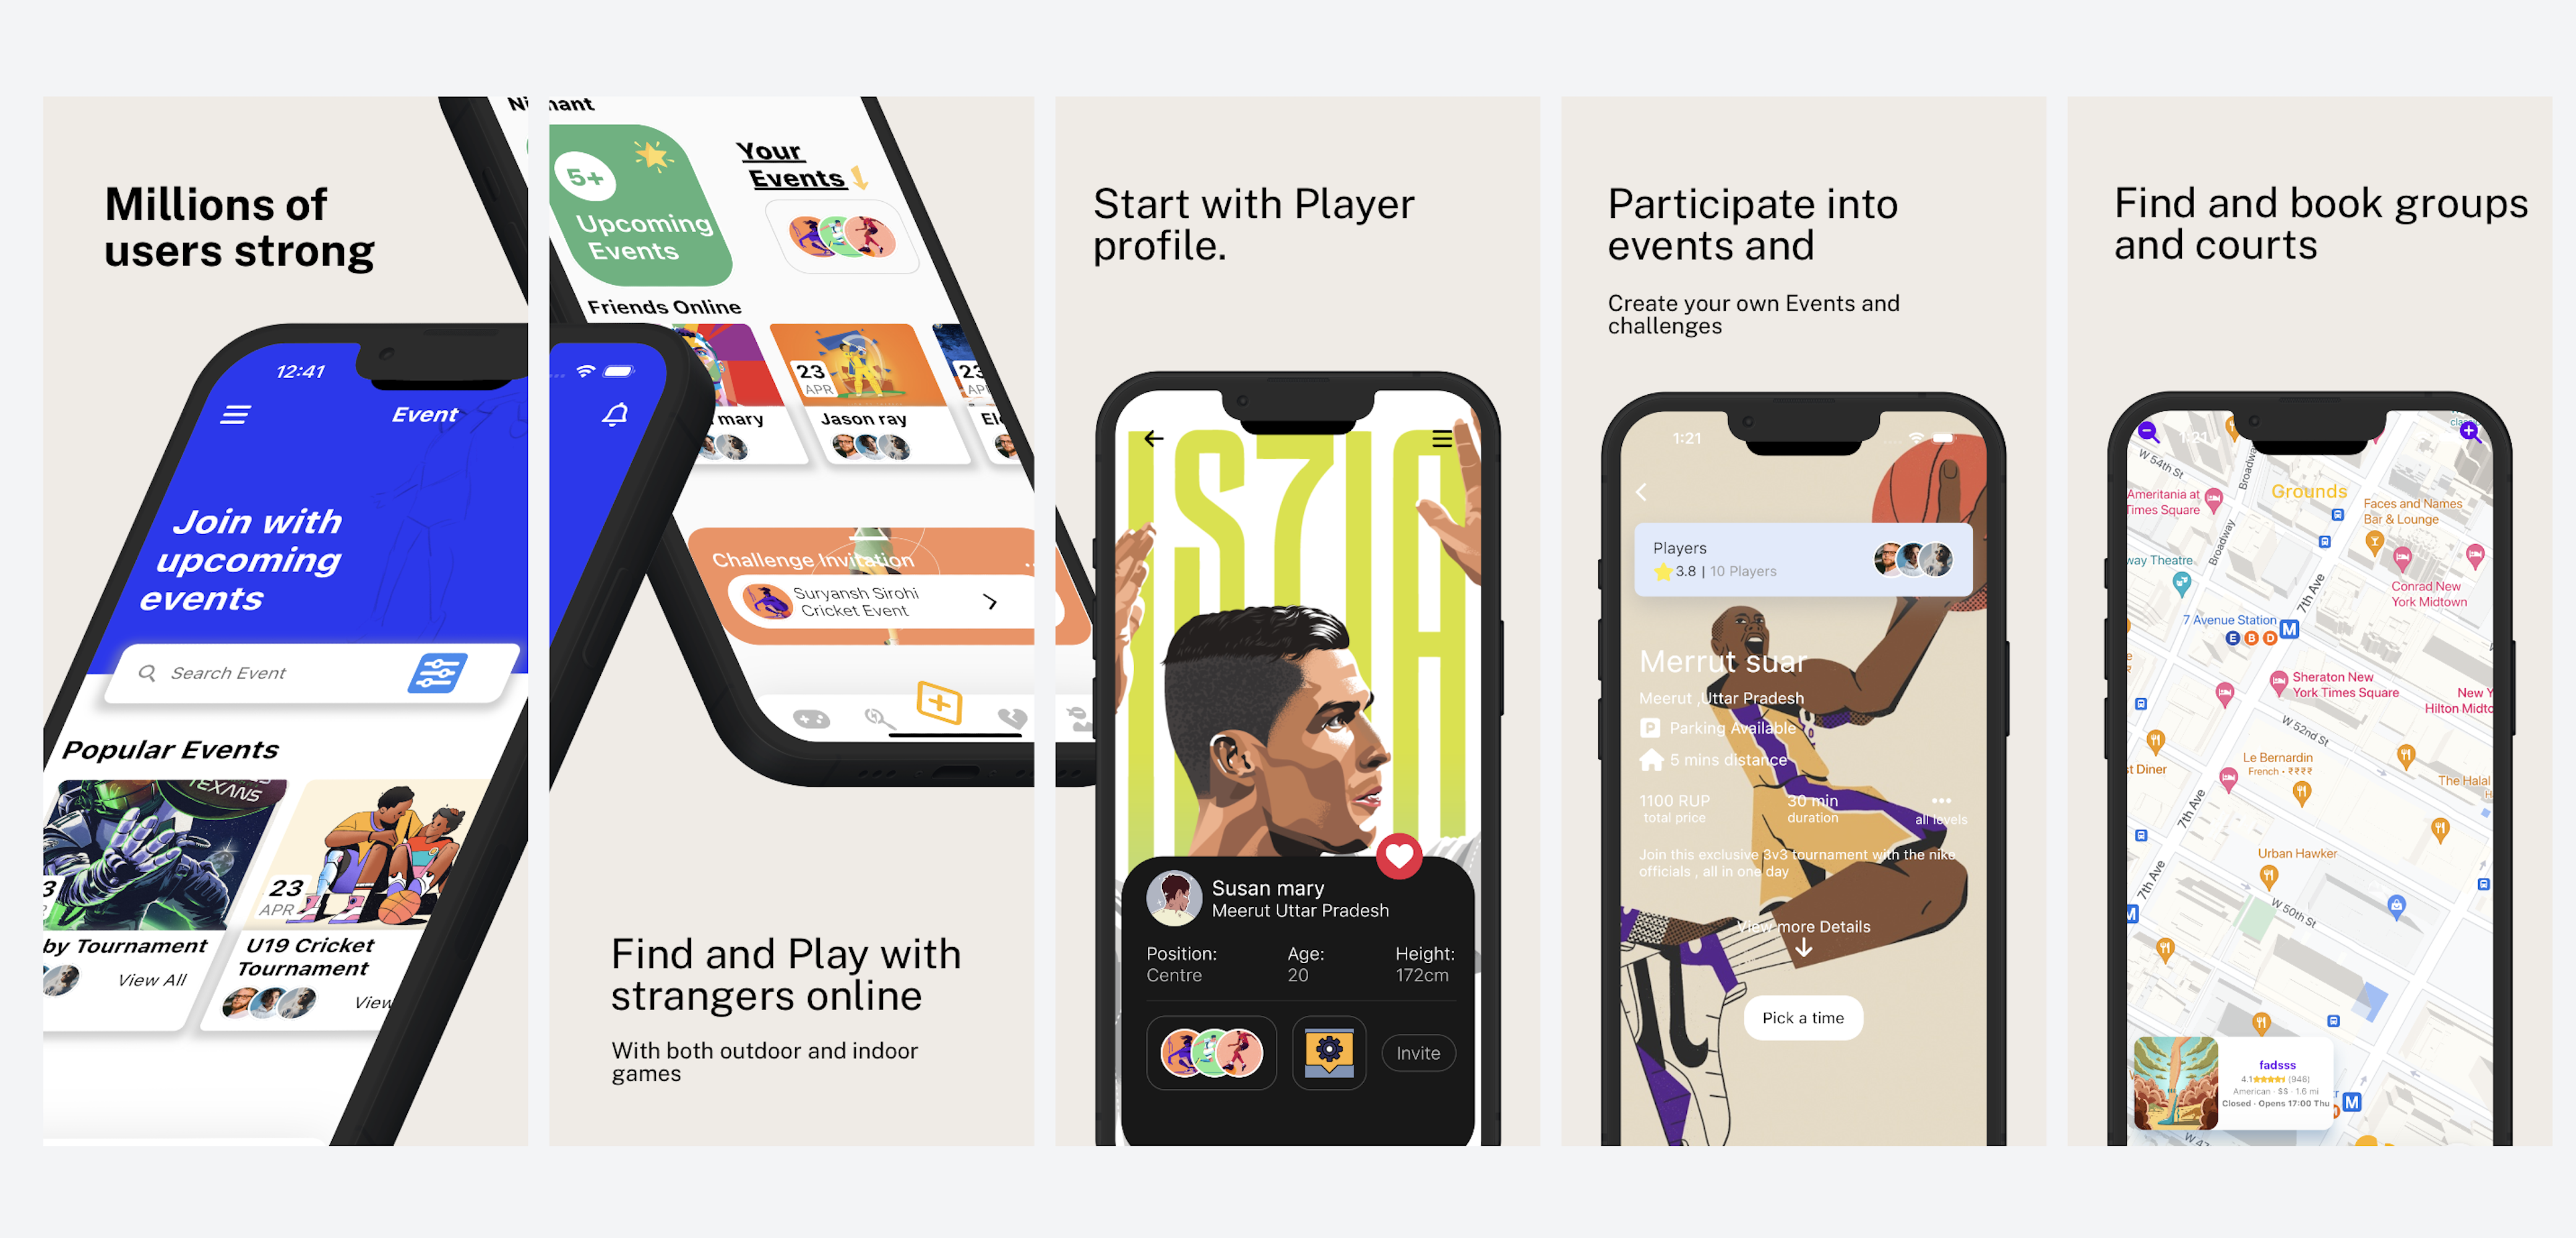 Millions of
users strong
12:41
Event
Join with
upcoming
events
Search Event
Popular Events
TEXANS
23
APR
by Tournament
View All
U19 Cricket
Tournament
View
5+
Upcoming
Events
Your
Events
Friends Online
mary
23
APR
Jason ray
23
Challenge Invitation
Suryansh Sirohi
Cricket Event
Find and Play with
strangers online
With both outdoor and indoor
games
Start with Player
profile.
Susan mary
Meerut Uttar Pradesh
Position:
Centre
Age:
20
Height:
172cm
Invite
Participate into
events and
Create your own Events and
challenges
1:21
Players
3.8 | 10 Players
Merrut suar
Meerut ,Uttar Pradesh
P Parking Available
5 mins distance
1100 RUP
total price
30 min
duration
all levels
Join this exclusive 3v3 tournament with the nike
officials , all in one day
View more Details
Pick a time
Find and book groups
and courts
1:21
W 54th St
Broadway
Grounds
Ameritania at
Times Square
Faces and Names
Bar & Lounge
Broadway
way Theatre
Conrad New
York Midtown
7th Ave
7 Avenue Station
M
E B D
Sheraton New
York Times Square
New Y
Hilton Midto
W 52nd St
Le Bernardin
French - ₹₹₹₹
st Diner
The Halal
7th Ave
Urban Hawker
7th Ave
W 50th St
M
fadsss
4.1 (946)
American · $$ · 1.6 mi
Closed · Opens 17:00 Thu
M
W 47